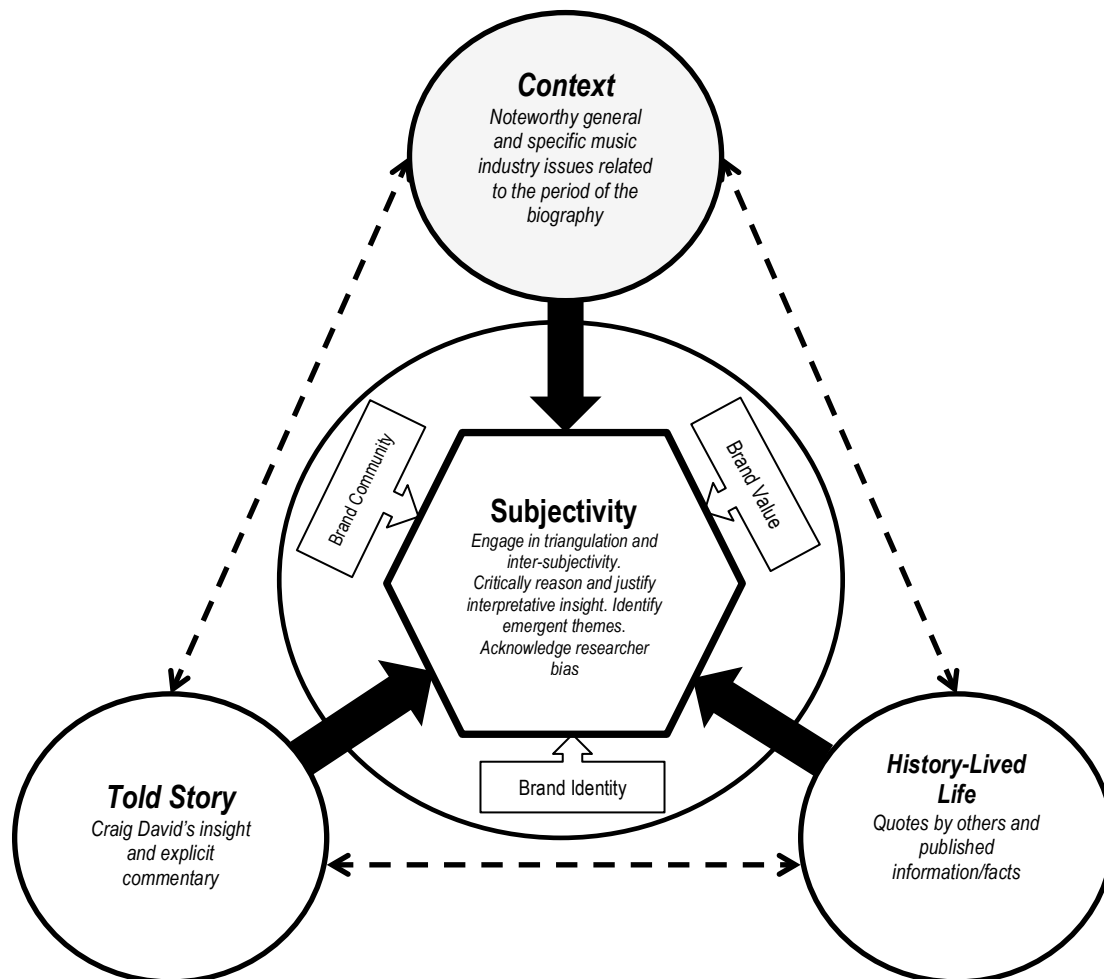 Context
Noteworthy general
and specific music
industry issues related
to the period of the
biography
Brand Community
Brand Value
Subjectivity
Engage in triangulation and
inter-subjectivity.
Critically reason and justify
interpretative insight. Identify
emergent themes.
Acknowledge researcher
bias
Brand Identity
Told Story
Craig David's insight
and explicit
commentary
History-Lived
Life
Quotes by others and
published
information/facts